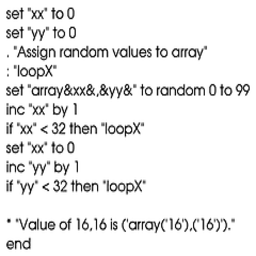 set "xx" to 0
set "yy" to 0
. "Assign random values to array"
: "loopX"
set "array&xx&,&yy&" to random 0 to 99
inc "xx" by 1
if "xx" < 32 then "loopX"
set "xx" to 0
inc "yy" by 1
if "yy" < 32 then "loopX"
* "Value of 16,16 is ('array('16'),('16')')."
end